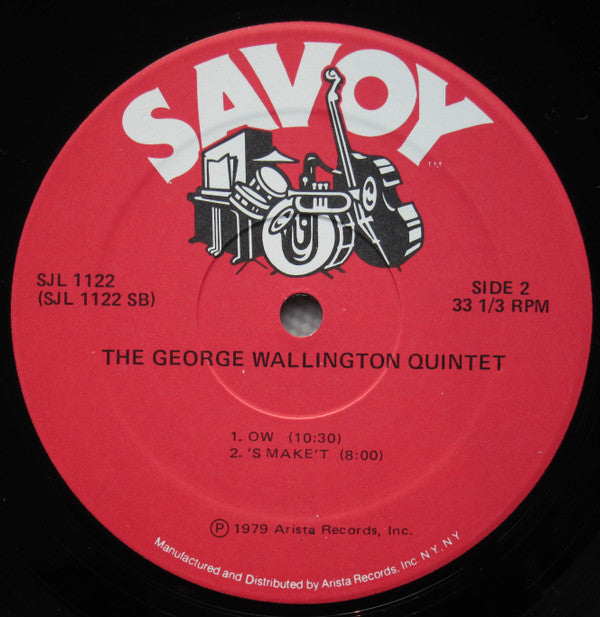 SAVOY
TM
SJL 1122
(SJL 1122 SB)
SIDE 2
33 1/3 RPM
THE GEORGE WALLINGTON QUINTET
1. OW (10:30)
2. 'S MAKE'T (8:00)
Ⓟ 1979 Arista Records, Inc.
Manufactured and Distributed by Arista Records, Inc N.Y. N.Y